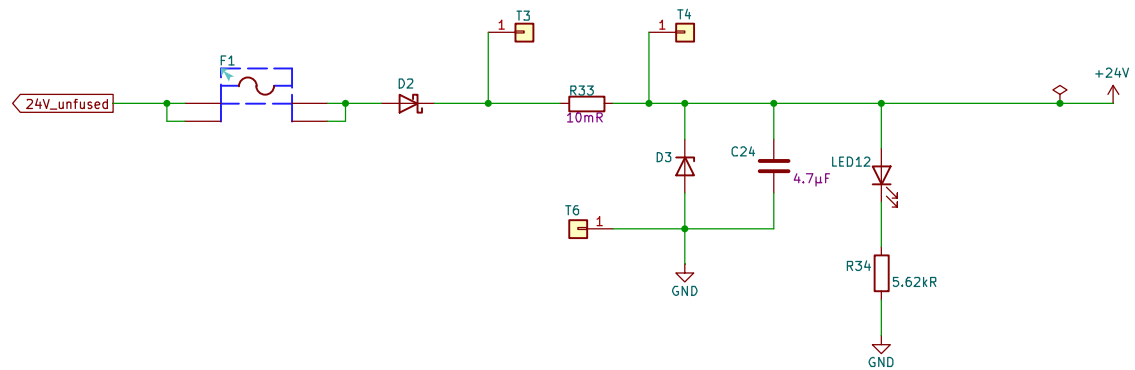 T3
1
T4
1
F1
+24V
24V_unfused
D2
R33
10mR
D3
C24
4.7µF
LED12
T6
1
R34
5.62kR
GND
GND